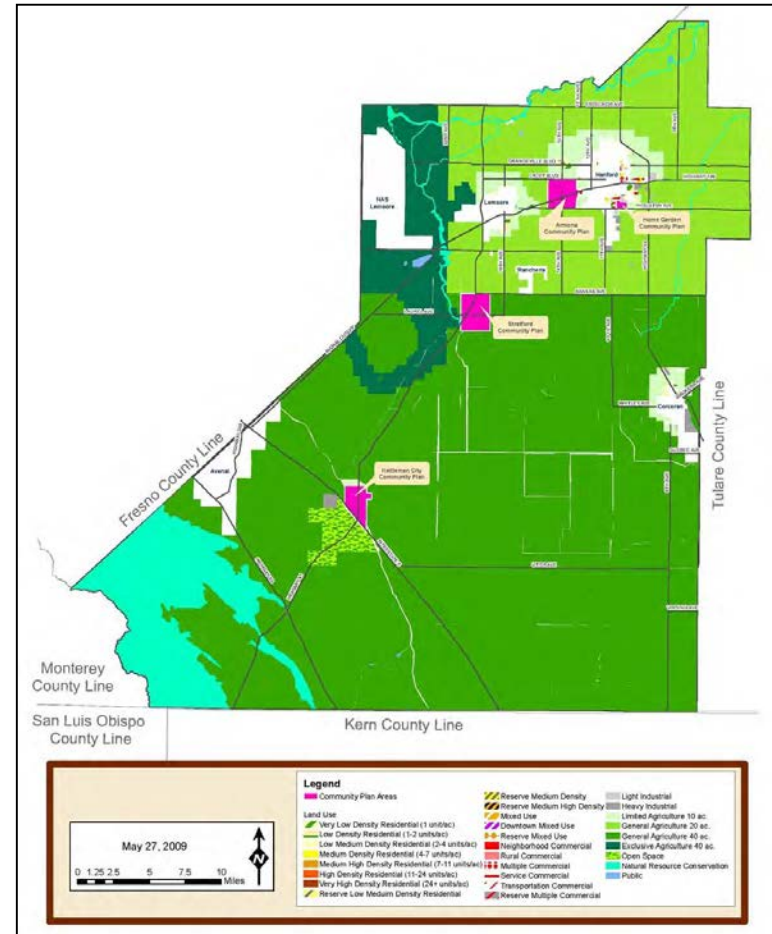 NAS
Lemoore
Lemoore
Hanford
Armona
Community Plan
Home Garden
Community Plan
Rancheria
Stratford
Community Plan
Corcoran
Avenal
Kettleman City
Community Plan
Fresno County Line
Tulare County Line
Monterey
County Line
San Luis Obispo
County Line
Kern County Line
May 27, 2009
N
0 1.25 2.5 5 7.5 10
Miles
Legend
Community Plan Areas
Land Use
Very Low Density Residential (1 unit/ac)
Low Density Residential (1-2 units/ac)
Low Medium Density Residential (2-4 units/ac)
Medium Density Residential (4-7 units/ac)
Medium High Density Residential (7-11 units/ac)
High Density Residential (11-24 units/ac)
Very High Density Residential (24+ units/ac)
Reserve Low Meduim Density Residential
Reserve Medium Density
Reserve Medium High Density
Mixed Use
Downtown Mixed Use
Reserve Mixed Use
Neighborhood Commercial
Rural Commercial
Multiple Commercial
Service Commercial
Transportation Commercial
Reserve Multiple Commercial
Light Industrial
Heavy Industrial
Limited Agriculture 10 ac.
General Agriculture 20 ac.
General Agriculture 40 ac.
Exclusive Agriculture 40 ac.
Open Space
Natural Resource Conservation
Public